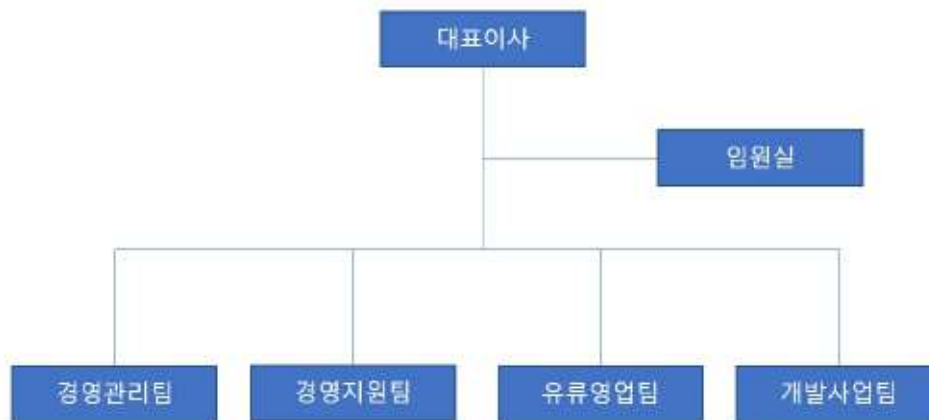 대표이사
임원실
경영관리팀
경영지원팀
유류영업팀
개발사업팀